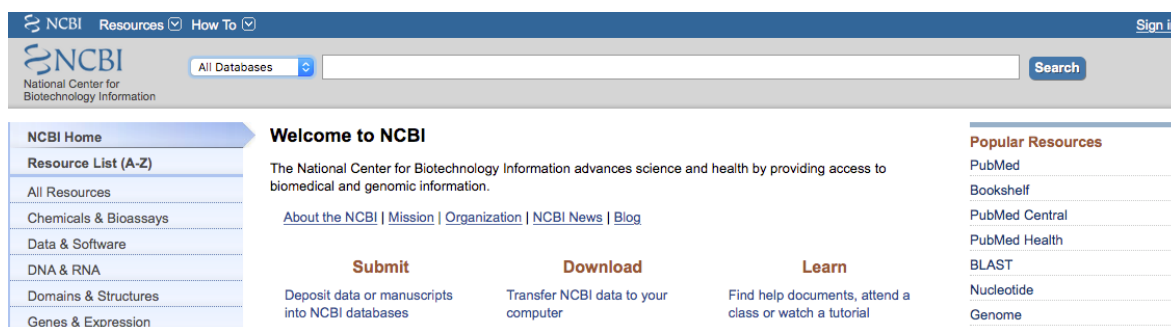 NCBI Resources How To
Sign i
NCBI
National Center for
Biotechnology Information
All Databases
Search
NCBI Home
Resource List (A-Z)
All Resources
Chemicals & Bioassays
Data & Software
DNA & RNA
Domains & Structures
Genes & Expression
Welcome to NCBI
The National Center for Biotechnology Information advances science and health by providing access to
biomedical and genomic information.
About the NCBI | Mission | Organization | NCBI News | Blog
Submit
Deposit data or manuscripts
into NCBI databases
Download
Transfer NCBI data to your
computer
Learn
Find help documents, attend a
class or watch a tutorial
Popular Resources
PubMed
Bookshelf
PubMed Central
PubMed Health
BLAST
Nucleotide
Genome